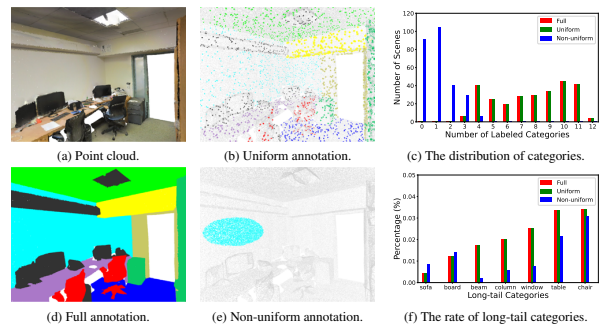 120
100
80
60
40
20
0
Number of Scenes
Full
Uniform
Non-uniform
0 1 2 3 4 5 6 7 8 9 10 11 12
Number of Labeled Categories
(a) Point cloud.
(b) Uniform annotation.
(c) The distribution of categories.
0.05
0.04
0.03
0.02
0.01
0.00
Percentage (%)
Full
Uniform
Non-uniform
sofa board beam column window table chair
Long-tail Categories
(d) Full annotation.
(e) Non-uniform annotation.
(f) The rate of long-tail categories.